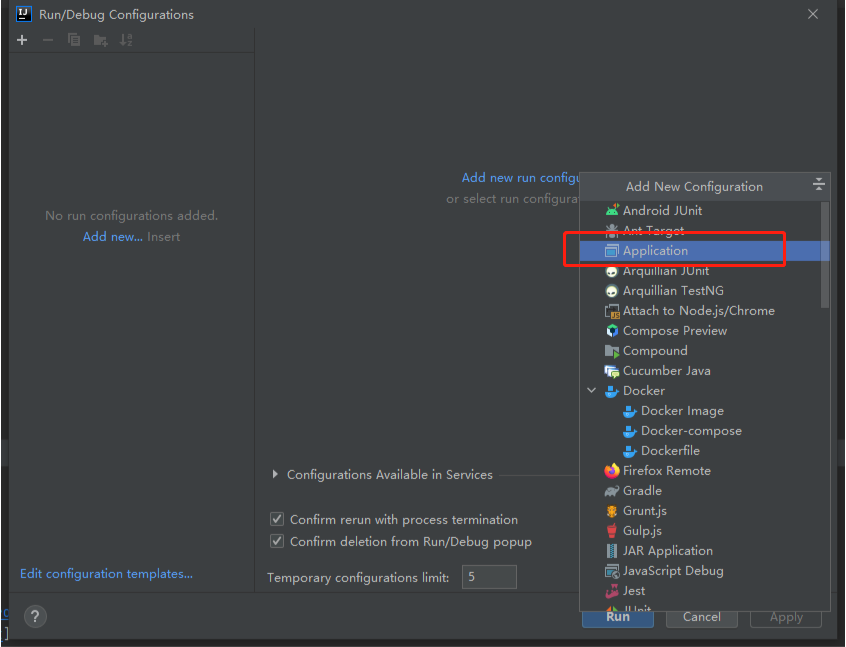 IJ
Run/Debug Configurations
No run configurations added.
Add new... Insert
Add new run configu
or select run configura
Add New Configuration
Android JUnit
Ant Target
Application
Arquillian JUnit
Arquillian TestNG
Attach to Node.js/Chrome
Compose Preview
Compound
Cucumber Java
Docker
Docker Image
Docker-compose
Dockerfile
Firefox Remote
Gradle
Grunt.js
Gulp.js
JAR Application
JavaScript Debug
Jest
JUnit
Configurations Available in Services
Confirm rerun with process termination
Confirm deletion from Run/Debug popup
Temporary configurations limit: 5
Edit configuration templates...
?
Run
Cancel
Apply